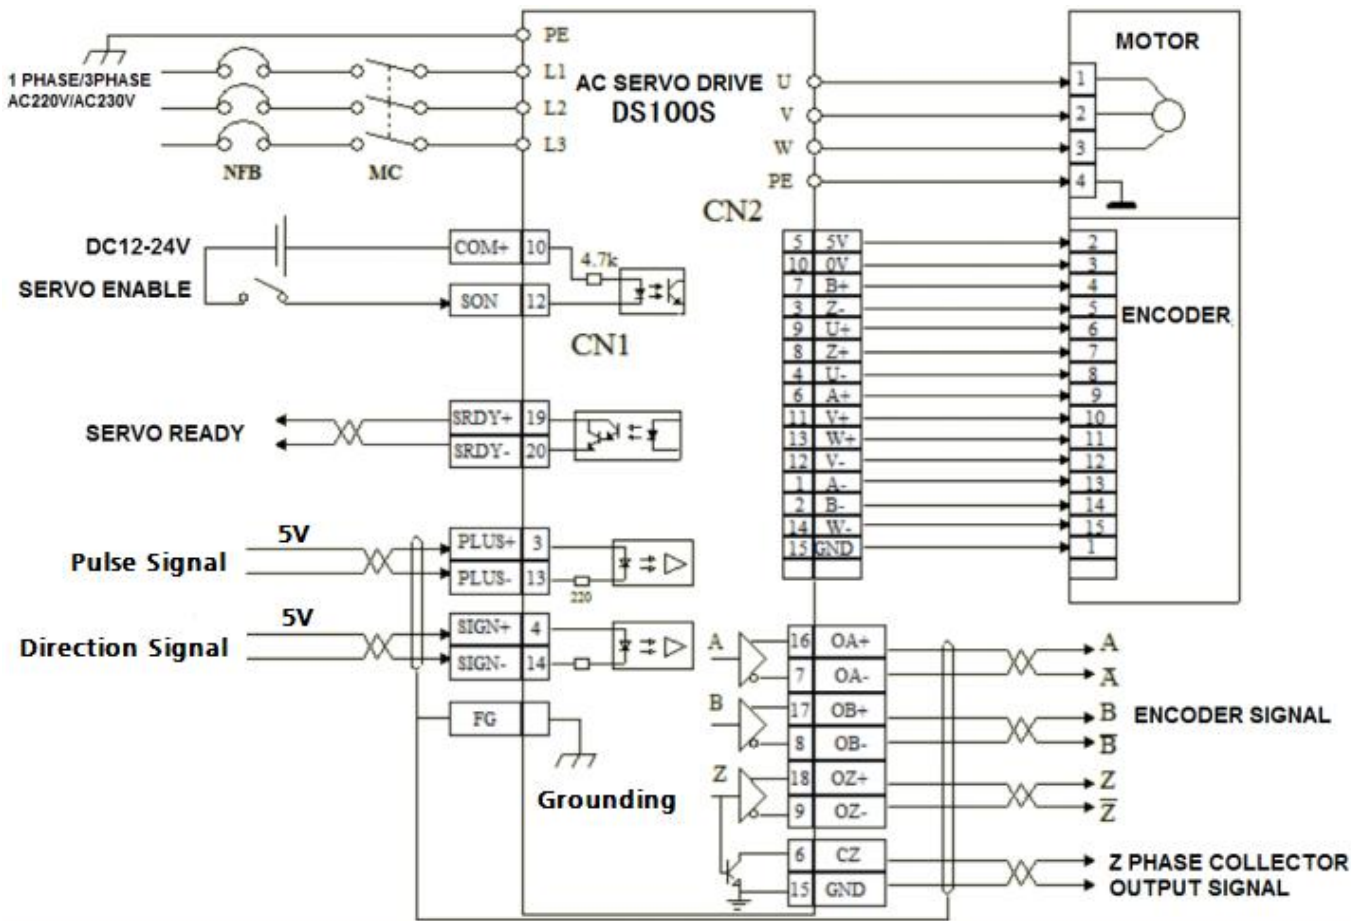 PE
1 PHASE/3PHASE
AC220V/AC230V
L1
L2
L3
NFB
MC
AC SERVO DRIVE
DS100S
U
V
W
PE
MOTOR
1
2
3
4
CN2
DC12-24V
COM+ 10
4.7k
SERVO ENABLE
SON 12
CN1
SERVO READY
SRDY+ 19
SRDY- 20
5V
Pulse Signal
PLUS+ 3
PLUS- 13
220
5V
Direction Signal
SIGN+ 4
SIGN- 14
FG
Grounding
5 5V 2
10 0V 3
7 B+ 4
3 Z- 5
9 U+ 6
8 Z+ 7
4 U- 8
6 A+ 9
11 V+ 10
13 W+ 11
12 V- 12
1 A- 13
2 B- 14
14 W- 15
15 GND 1
ENCODER
A 16 OA+ A
7 OA- A̅
B 17 OB+ B
8 OB- B̅
ENCODER SIGNAL
Z 18 OZ+ Z
9 OZ- Z̅
6 CZ
15 GND
Z PHASE COLLECTOR
OUTPUT SIGNAL